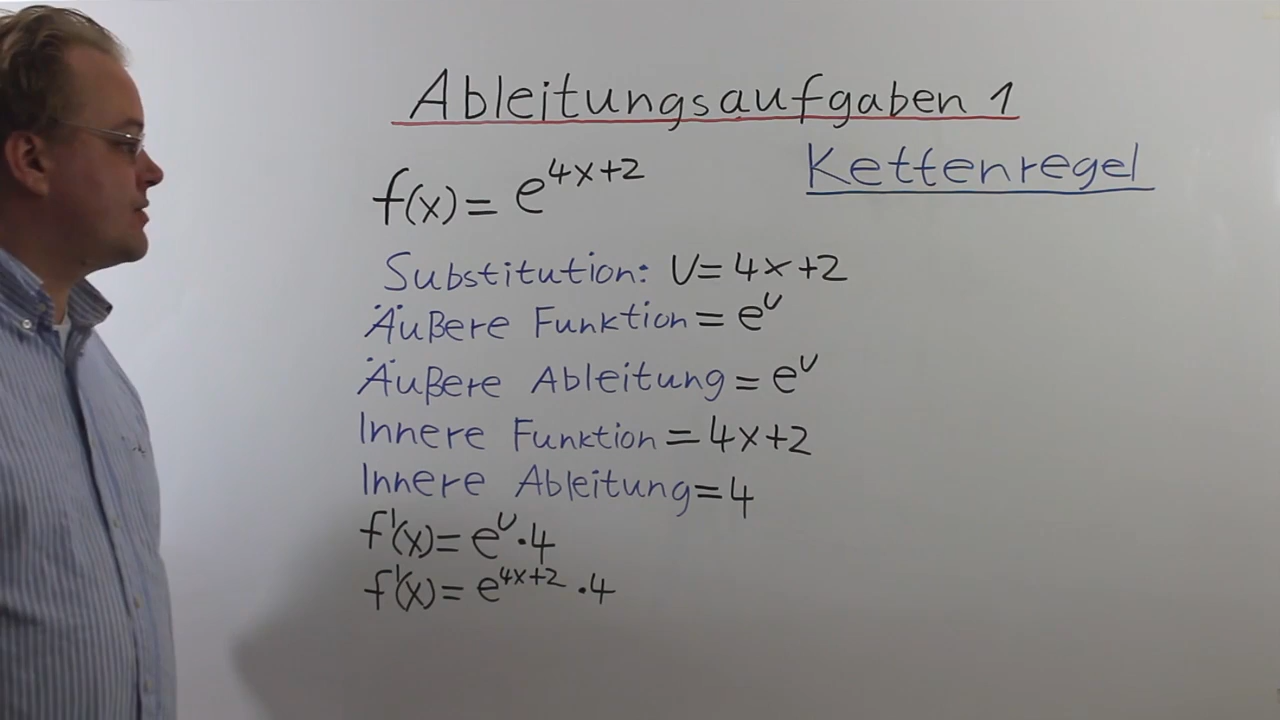 Ableitungsaufgaben 1
Kettenregel
f(x)= e^{4x+2}
Substitution: U= 4x+2
Äußere Funktion = e^U
Äußere Ableitung = e^U
Innere Funktion = 4x+2
Innere Ableitung = 4
f'(x)= e^U · 4
f'(x)= e^{4x+2} · 4